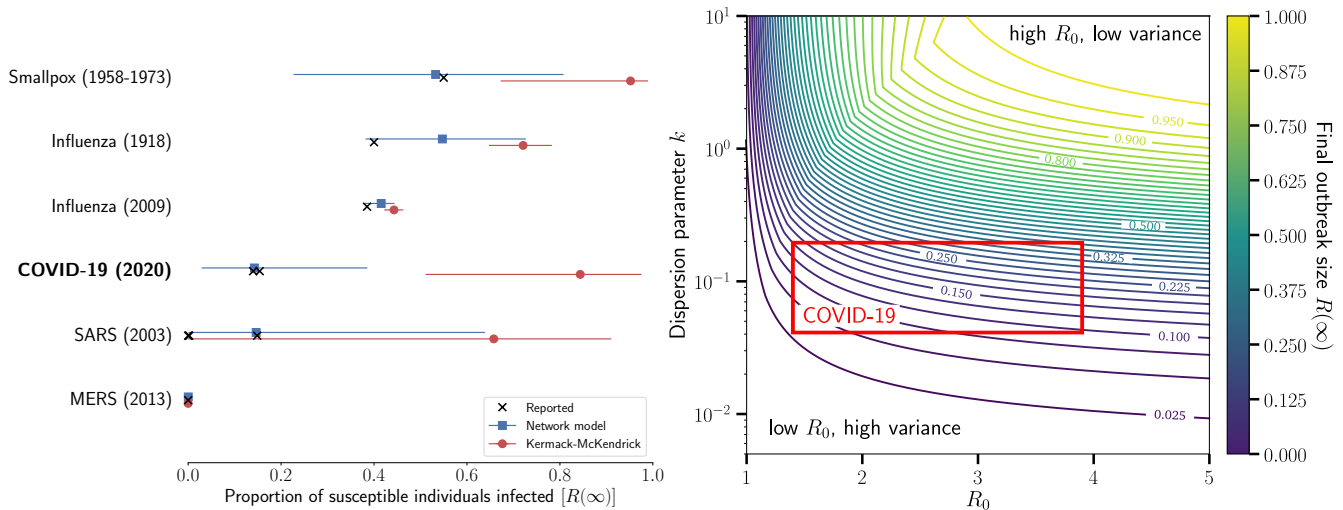 Smallpox (1958-1973)
Influenza (1918)
Influenza (2009)
COVID-19 (2020)
SARS (2003)
MERS (2013)
Reported
Network model
Kermack-McKendrick
0.0 0.2 0.4 0.6 0.8 1.0
Proportion of susceptible individuals infected [R(∞)]
Dispersion parameter k
10¹
10⁰
10⁻¹
10⁻²
high R₀, low variance
0.950
0.900
0.800
0.500
0.325
0.250
0.225
0.150
0.100
0.025
COVID-19
low R₀, high variance
1 2 3 4 5
R₀
1.000
0.875
0.750
0.625
0.500
0.375
0.250
0.125
0.000
Final outbreak size R(∞)